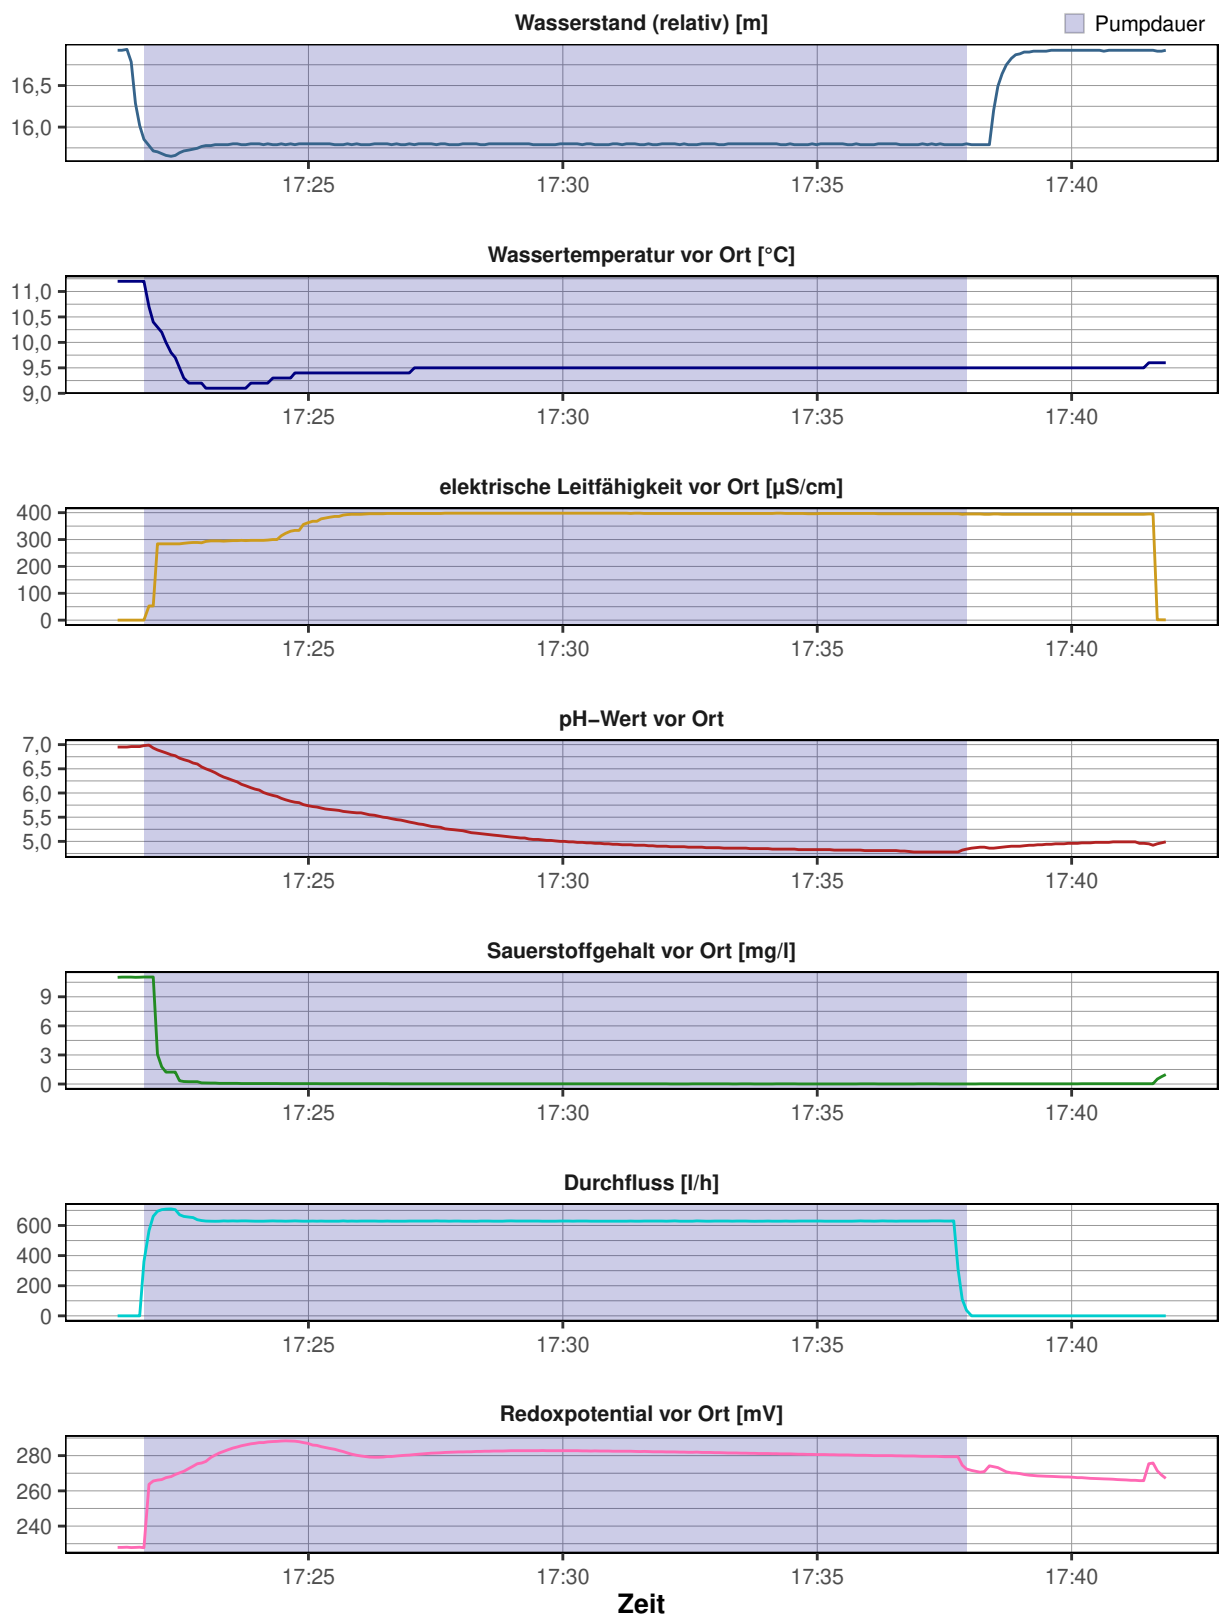 Wasserstand (relativ) [m]
Pumpdauer
16,5
16,0
17:25 17:30 17:35 17:40
Wassertemperatur vor Ort [°C]
11,0
10,5
10,0
9,5
9,0
17:25 17:30 17:35 17:40
elektrische Leitfähigkeit vor Ort [µS/cm]
400
300
200
100
0
17:25 17:30 17:35 17:40
pH−Wert vor Ort
7,0
6,5
6,0
5,5
5,0
17:25 17:30 17:35 17:40
Sauerstoffgehalt vor Ort [mg/l]
9
6
3
0
17:25 17:30 17:35 17:40
Durchfluss [l/h]
600
400
200
0
17:25 17:30 17:35 17:40
Redoxpotential vor Ort [mV]
280
260
240
17:25 17:30 17:35 17:40
Zeit